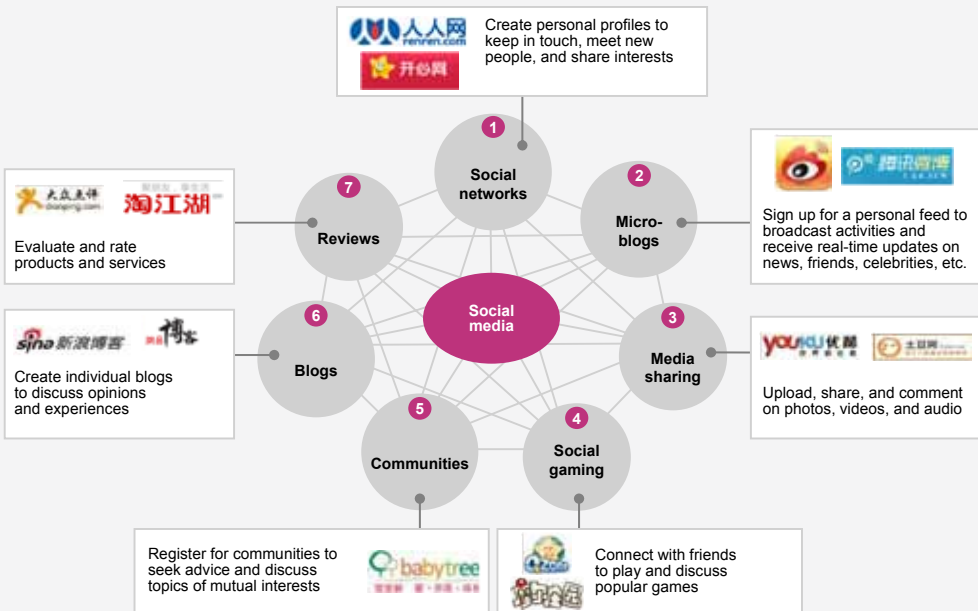 人人网
renren.com
开心网
Create personal profiles to
keep in touch, meet new
people, and share interests
1
Social
networks
2
Micro-
blogs
腾讯微博
Sign up for a personal feed to
broadcast activities and
receive real-time updates on
news, friends, celebrities, etc.
3
Media
sharing
YOUKU优酷
土豆网
Upload, share, and comment
on photos, videos, and audio
4
Social
gaming
Connect with friends
to play and discuss
popular games
5
Communities
Register for communities to
seek advice and discuss
topics of mutual interests
babytree
6
Blogs
sina新浪博客
博客
Create individual blogs
to discuss opinions
and experiences
7
Reviews
大众点评
dianping.com
淘江湖
Evaluate and rate
products and services
Social
media